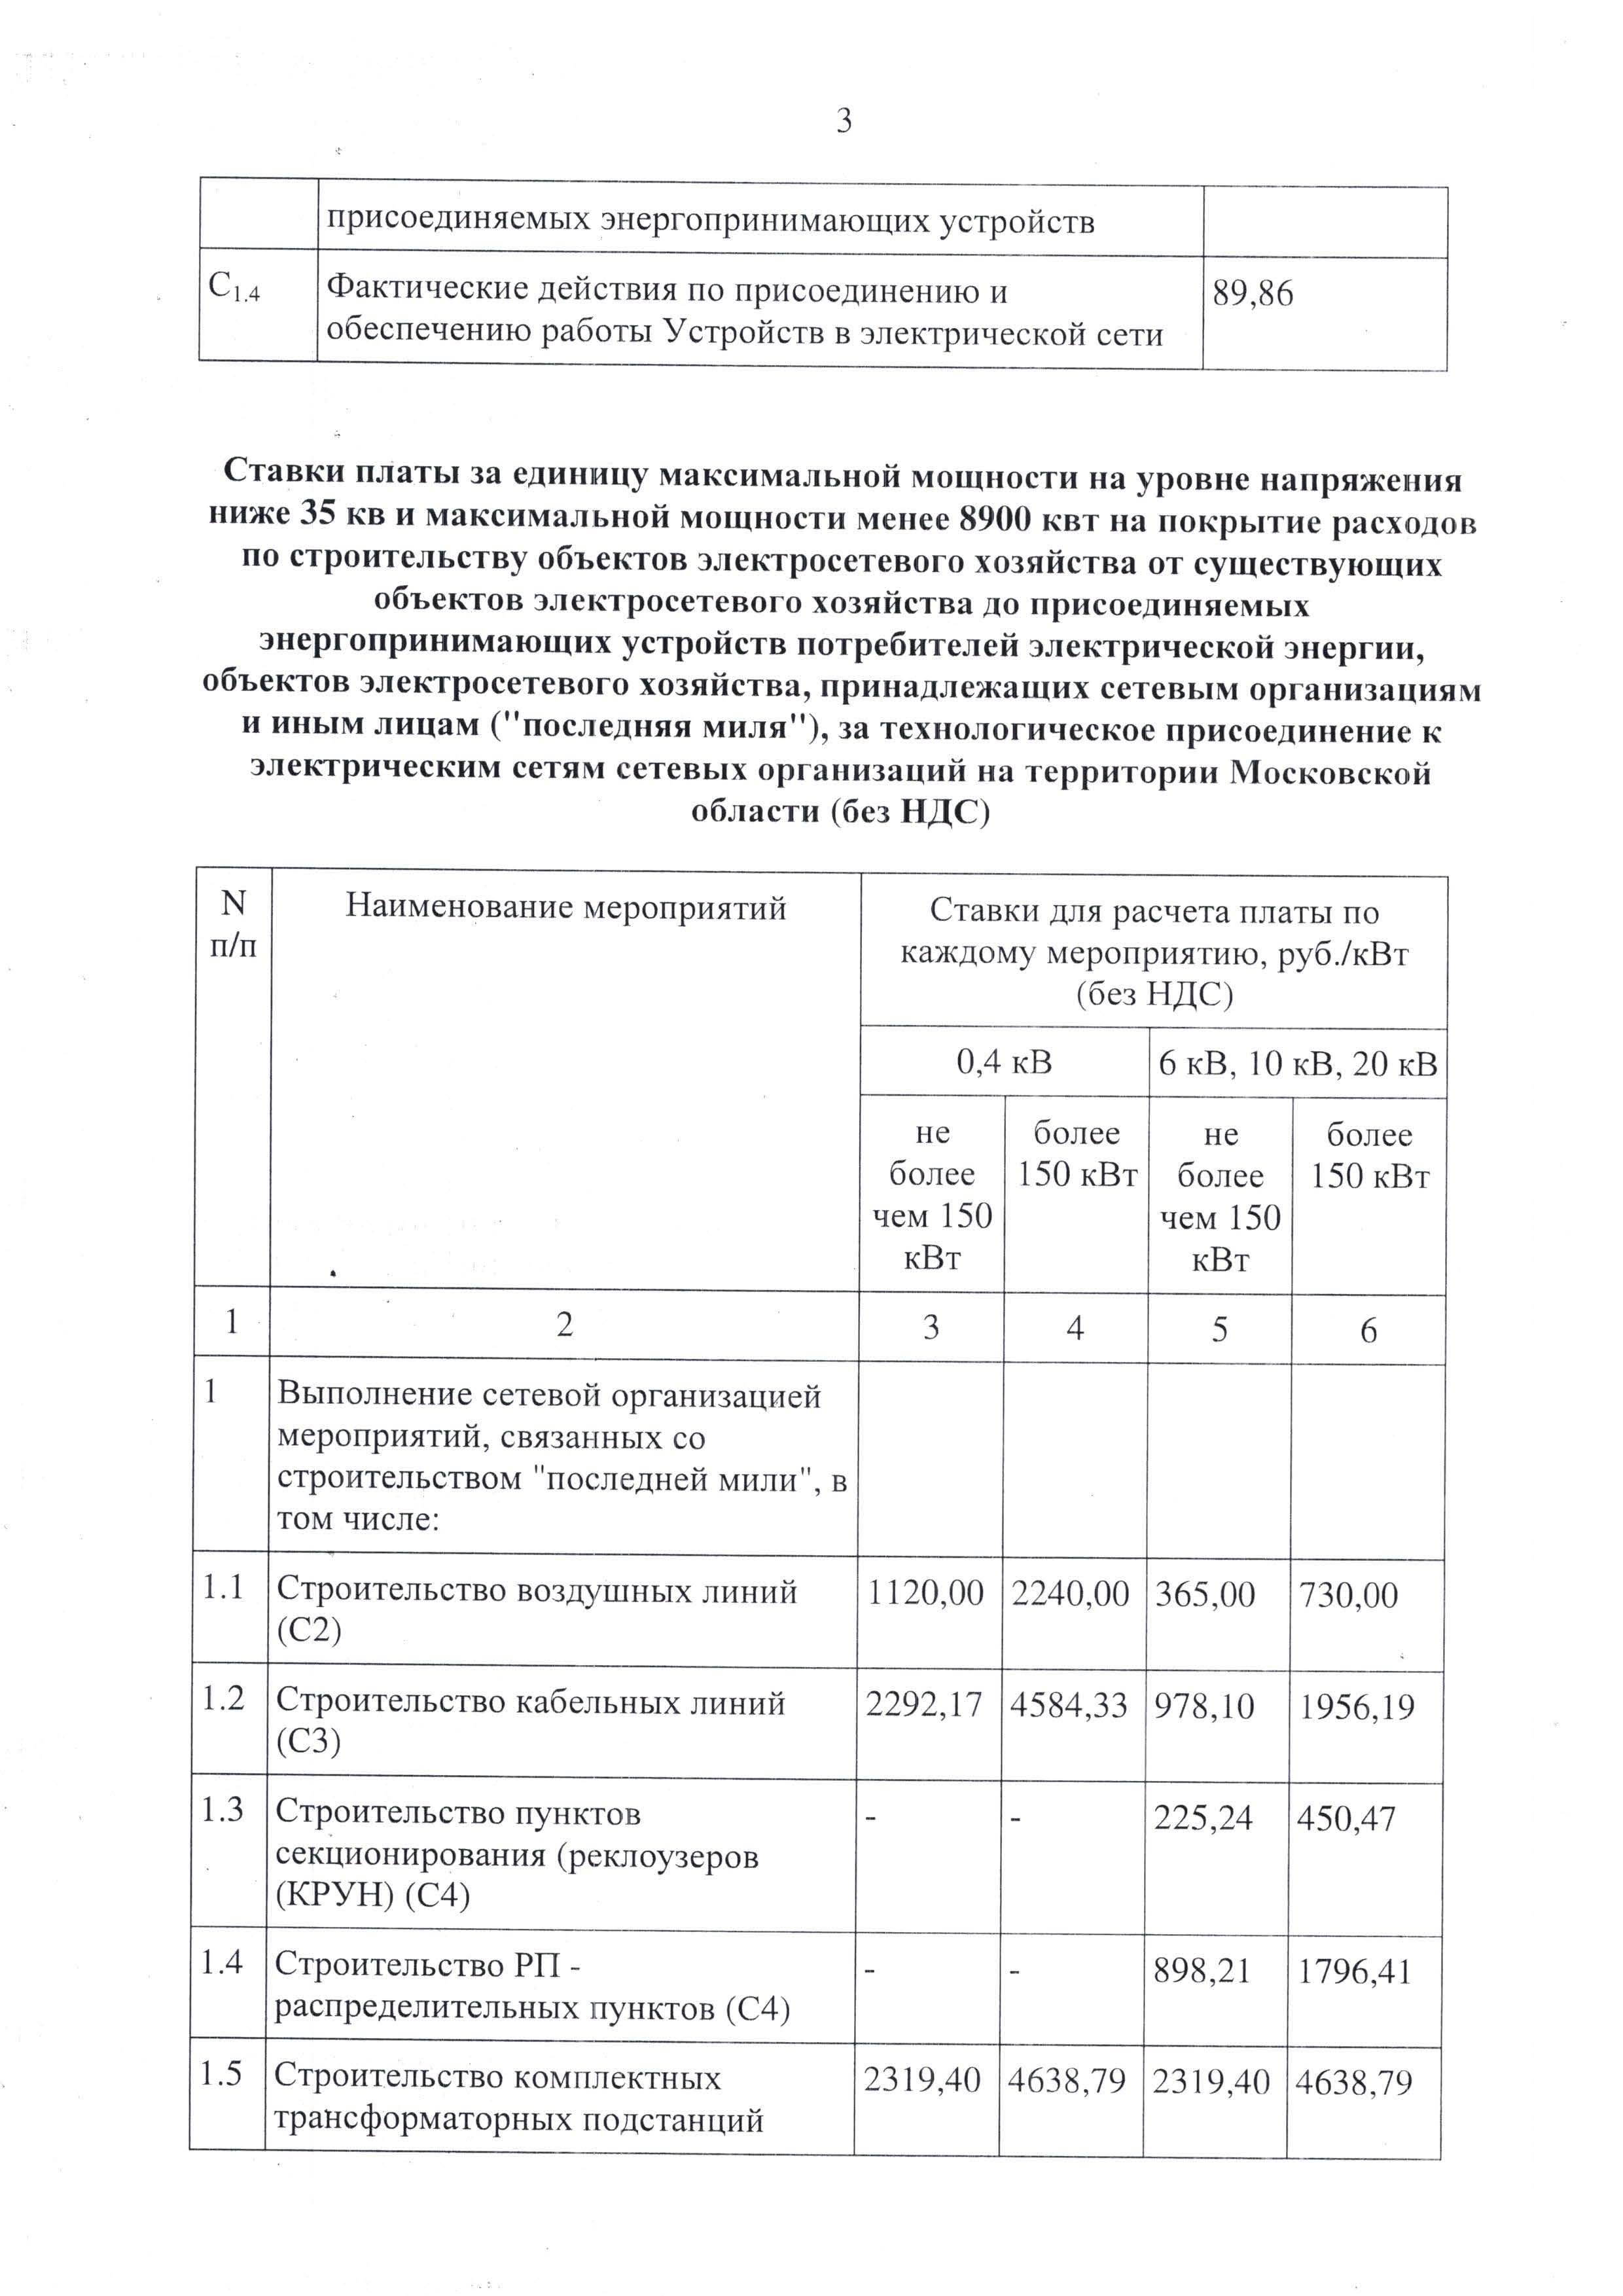 3
присоединяемых энергопринимающих устройств
С1.4
Фактические действия по присоединению и
обеспечению работы Устройств в электрической сети
89,86
Ставки платы за единицу максимальной мощности на уровне напряжения
ниже 35 кв и максимальной мощности менее 8900 квт на покрытие расходов
по строительству объектов электросетевого хозяйства от существующих
объектов электросетевого хозяйства до присоединяемых
энергопринимающих устройств потребителей электрической энергии,
объектов электросетевого хозяйства, принадлежащих сетевым организациям
и иным лицам ("последняя миля"), за технологическое присоединение к
электрическим сетям сетевых организаций на территории Московской
области (без НДС)
N
п/п
Наименование мероприятий
Ставки для расчета платы по
каждому мероприятию, руб./кВт
(без НДС)
0,4 кВ
6 кВ, 10 кВ, 20 кВ
не
более
чем 150
кВт
более
150 кВт
не
более
чем 150
кВт
более
150 кВт
1 2 3 4 5 6
1
Выполнение сетевой организацией
мероприятий, связанных со
строительством "последней мили", в
том числе:
1.1
Строительство воздушных линий
(С2)
1120,00 2240,00 365,00 730,00
1.2
Строительство кабельных линий
(С3)
2292,17 4584,33 978,10 1956,19
1.3
Строительство пунктов
секционирования (реклоузеров
(КРУН) (С4)
- - 225,24 450,47
1.4
Строительство РП -
распределительных пунктов (С4)
- - 898,21 1796,41
1.5
Строительство комплектных
трансформаторных подстанций
2319,40 4638,79 2319,40 4638,79